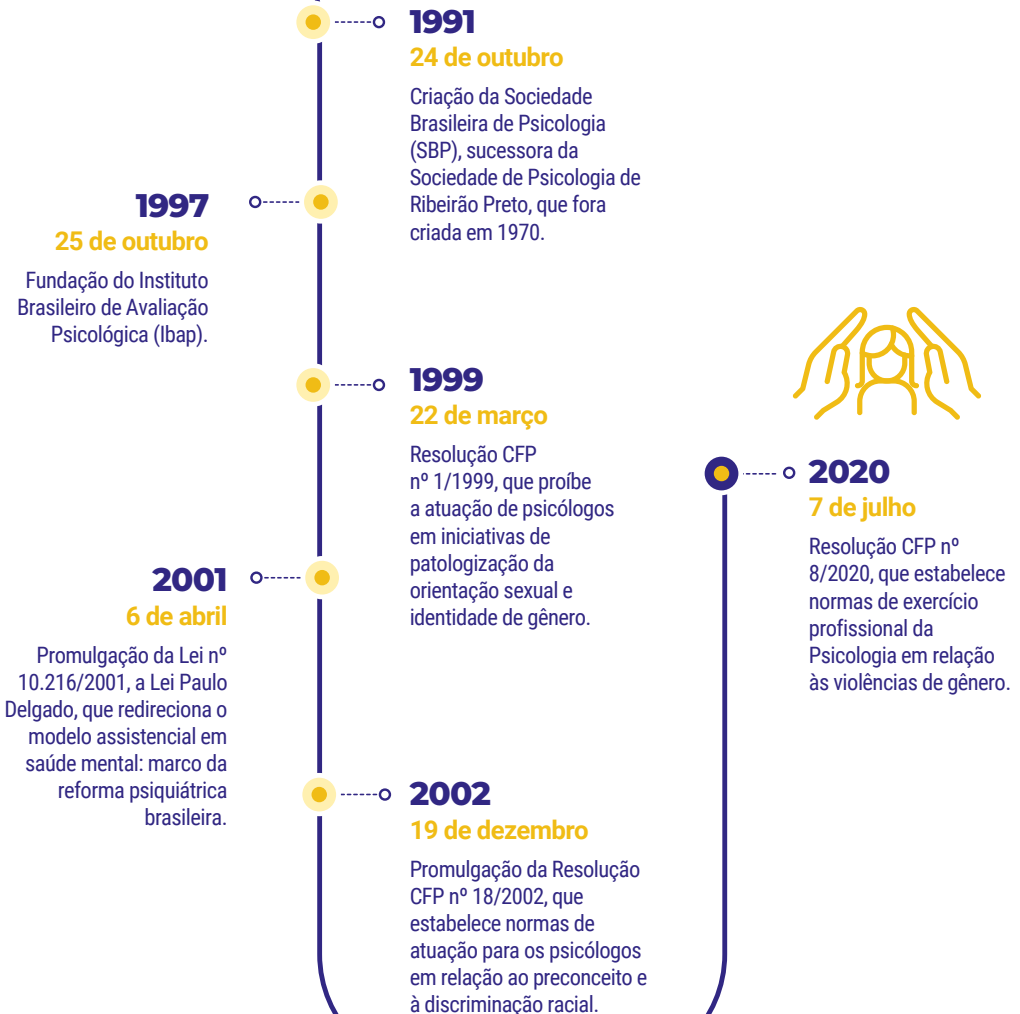 1991
24 de outubro
Criação da Sociedade
Brasileira de Psicologia
(SBP), sucessora da
Sociedade de Psicologia de
Ribeirão Preto, que fora
criada em 1970.
1997
25 de outubro
Fundação do Instituto
Brasileiro de Avaliação
Psicológica (Ibap).
1999
22 de março
Resolução CFP
nº 1/1999, que proíbe
a atuação de psicólogos
em iniciativas de
patologização da
orientação sexual e
identidade de gênero.
2001
6 de abril
Promulgação da Lei nº
10.216/2001, a Lei Paulo
Delgado, que redireciona o
modelo assistencial em
saúde mental: marco da
reforma psiquiátrica
brasileira.
2002
19 de dezembro
Promulgação da Resolução
CFP nº 18/2002, que
estabelece normas de
atuação para os psicólogos
em relação ao preconceito e
à discriminação racial.
2020
7 de julho
Resolução CFP nº
8/2020, que estabelece
normas de exercício
profissional da
Psicologia em relação
às violências de gênero.